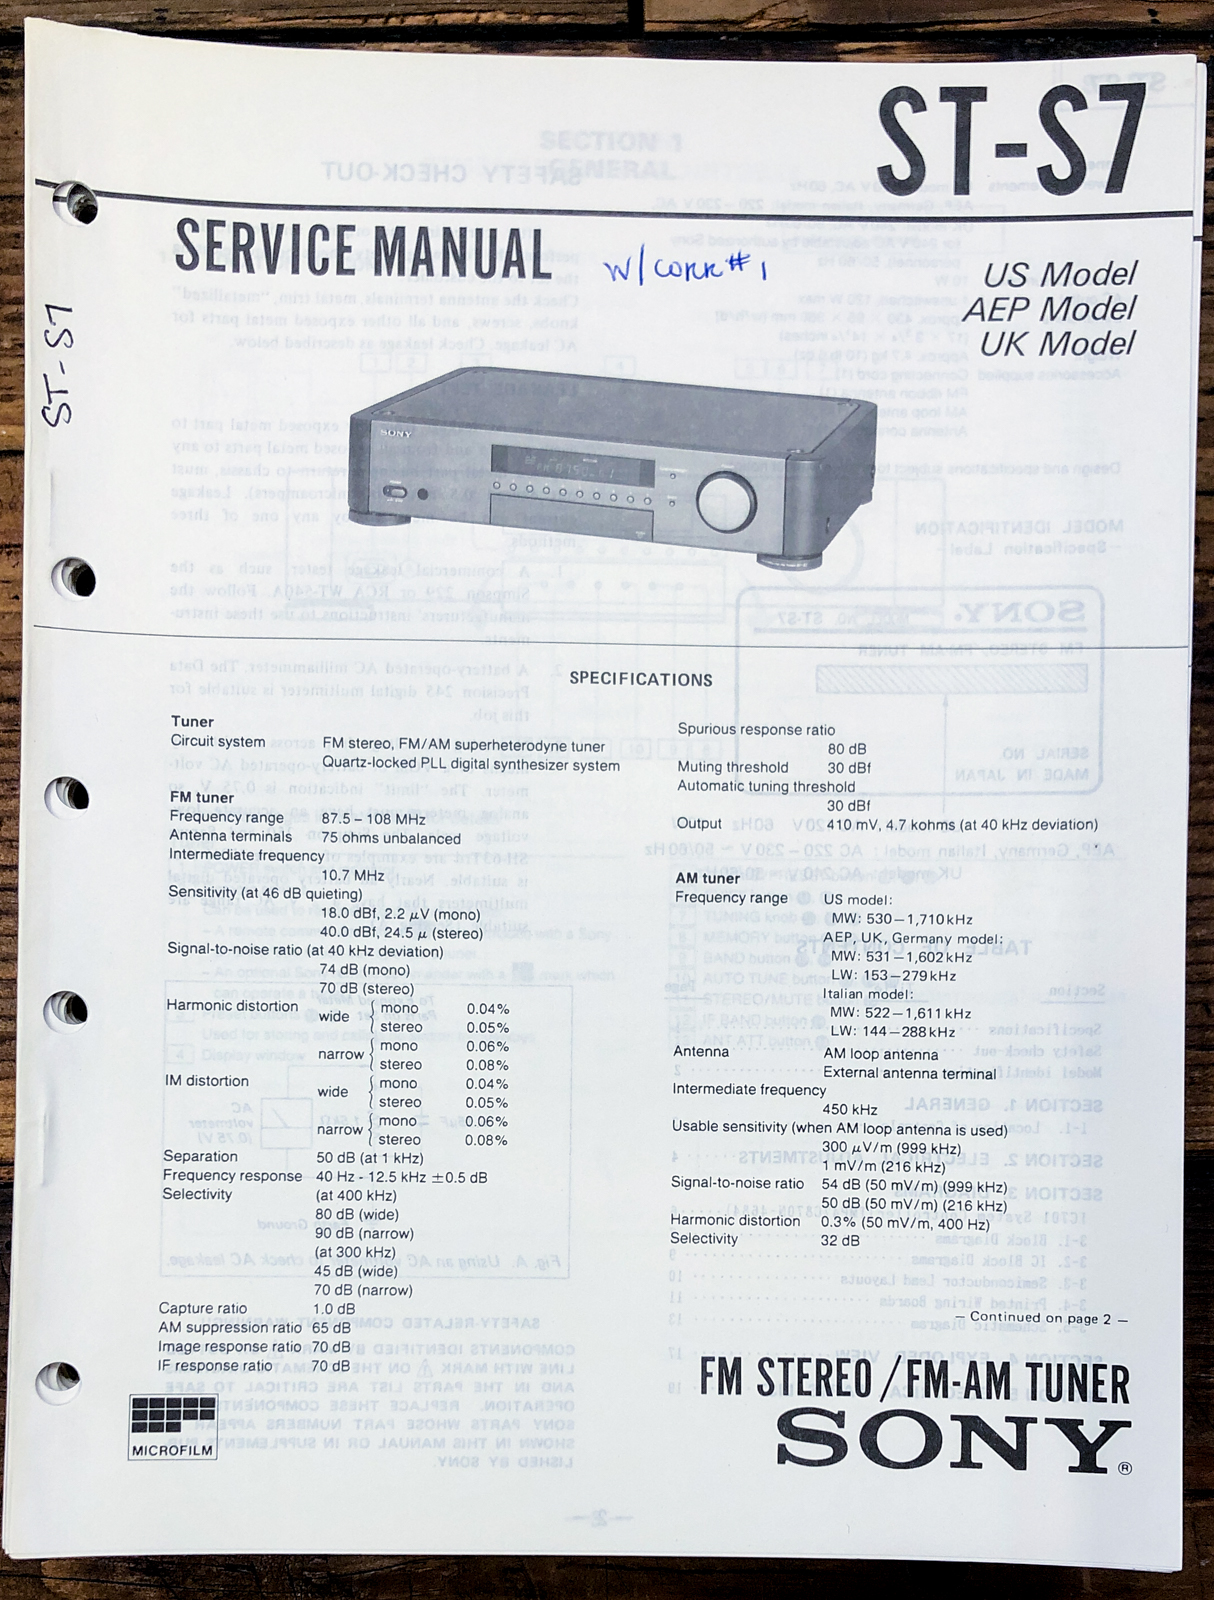 ST-S7
SERVICE MANUAL
W/CORR#1
US Model
AEP Model
UK Model
ST-S7
SONY
SPECIFICATIONS
Tuner
Circuit system FM stereo, FM/AM superheterodyne tuner
Quartz-locked PLL digital synthesizer system
FM tuner
Frequency range 87.5 – 108 MHz
Antenna terminals 75 ohms unbalanced
Intermediate frequency
10.7 MHz
Sensitivity (at 46 dB quieting)
18.0 dBf, 2.2 μV (mono)
40.0 dBf, 24.5 μ (stereo)
Signal-to-noise ratio (at 40 kHz deviation)
74 dB (mono)
70 dB (stereo)
Harmonic distortion wide { mono 0.04%
stereo 0.05%
narrow { mono 0.06%
stereo 0.08%
IM distortion wide { mono 0.04%
stereo 0.05%
narrow { mono 0.06%
stereo 0.08%
Separation 50 dB (at 1 kHz)
Frequency response 40 Hz - 12.5 kHz ±0.5 dB
Selectivity (at 400 kHz)
80 dB (wide)
90 dB (narrow)
(at 300 kHz)
45 dB (wide)
70 dB (narrow)
Capture ratio 1.0 dB
AM suppression ratio 65 dB
Image response ratio 70 dB
IF response ratio 70 dB
Spurious response ratio
80 dB
Muting threshold 30 dBf
Automatic tuning threshold
30 dBf
Output 410 mV, 4.7 kohms (at 40 kHz deviation)
AM tuner
Frequency range US model:
MW: 530–1,710 kHz
AEP, UK, Germany model:
MW: 531–1,602 kHz
LW: 153–279 kHz
Italian model:
MW: 522–1,611 kHz
LW: 144–288 kHz
Antenna AM loop antenna
External antenna terminal
Intermediate frequency
450 kHz
Usable sensitivity (when AM loop antenna is used)
300 μV/m (999 kHz)
1 mV/m (216 kHz)
Signal-to-noise ratio 54 dB (50 mV/m) (999 kHz)
50 dB (50 mV/m) (216 kHz)
Harmonic distortion 0.3% (50 mV/m, 400 Hz)
Selectivity 32 dB
— Continued on page 2 —
FM STEREO/FM-AM TUNER
SONY®
MICROFILM